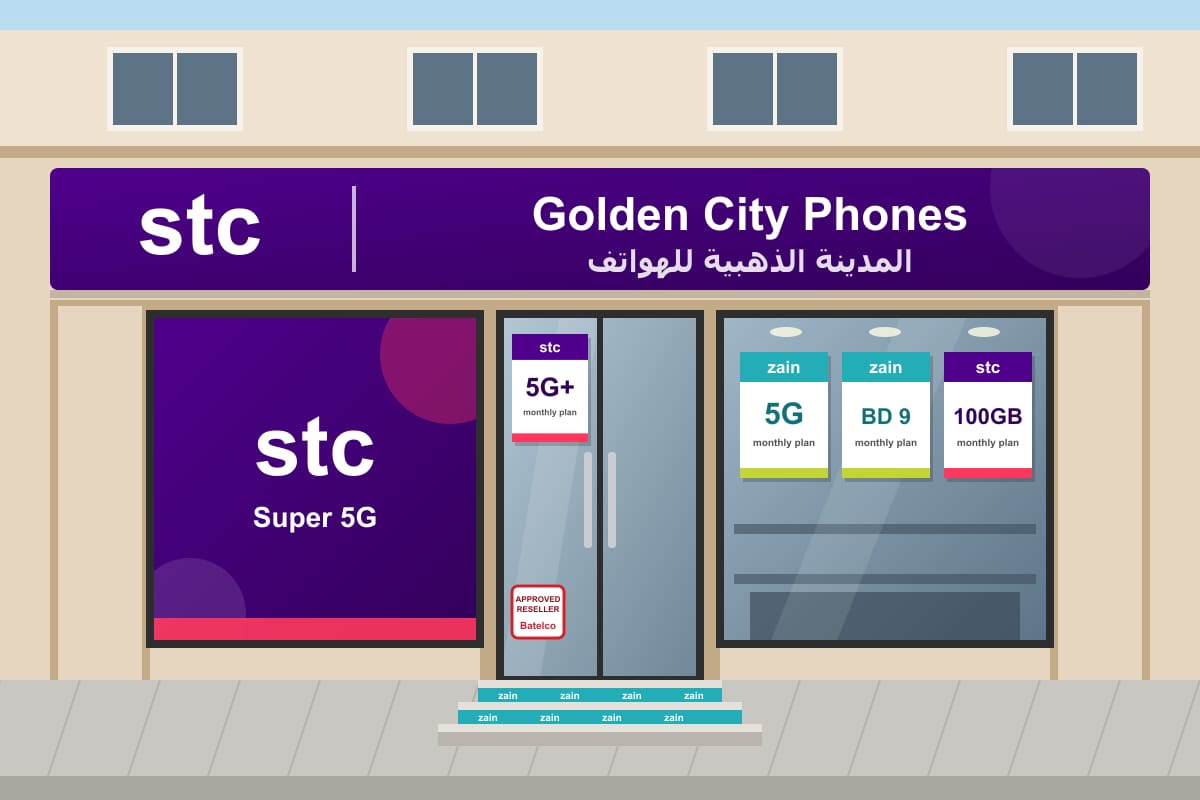 stc
Golden City Phones
المدينة الذهبية للهواتف
stc
Super 5G
stc
5G+
monthly plan
APPROVED
RESELLER
Batelco
zain
5G
monthly plan
zain
BD 9
monthly plan
stc
100GB
monthly plan
zain zain zain zain
zain zain zain zain